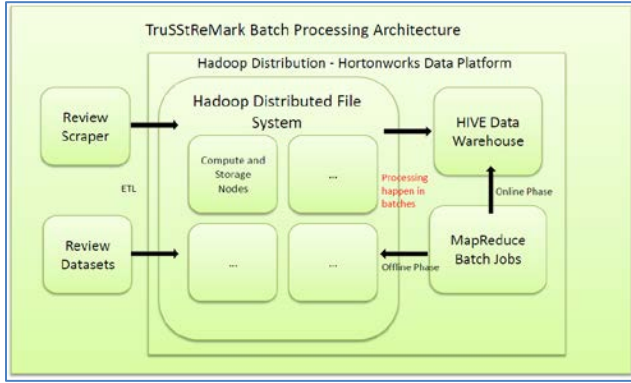 TruSStReMark Batch Processing Architecture
Hadoop Distribution - Hortonworks Data Platform
Review
Scraper
Hadoop Distributed File
System
HIVE Data
Warehouse
Compute and
Storage
Nodes
...
Processing
happen in
batches
ETL
Online Phase
Review
Datasets
...
...
Offline Phase
MapReduce
Batch Jobs